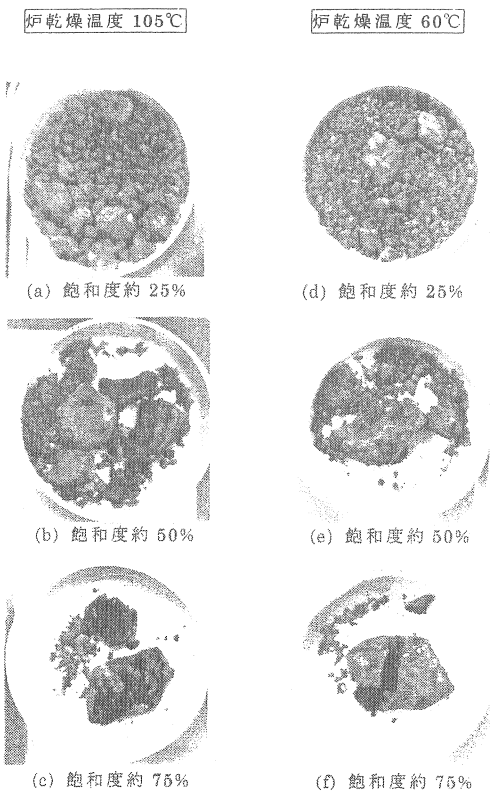 炉乾燥温度 105℃
炉乾燥温度 60℃
(a) 飽和度約 25%
(d) 飽和度約 25%
(b) 飽和度約 50%
(e) 飽和度約 50%
(c) 飽和度約 75%
(f) 飽和度約 75%